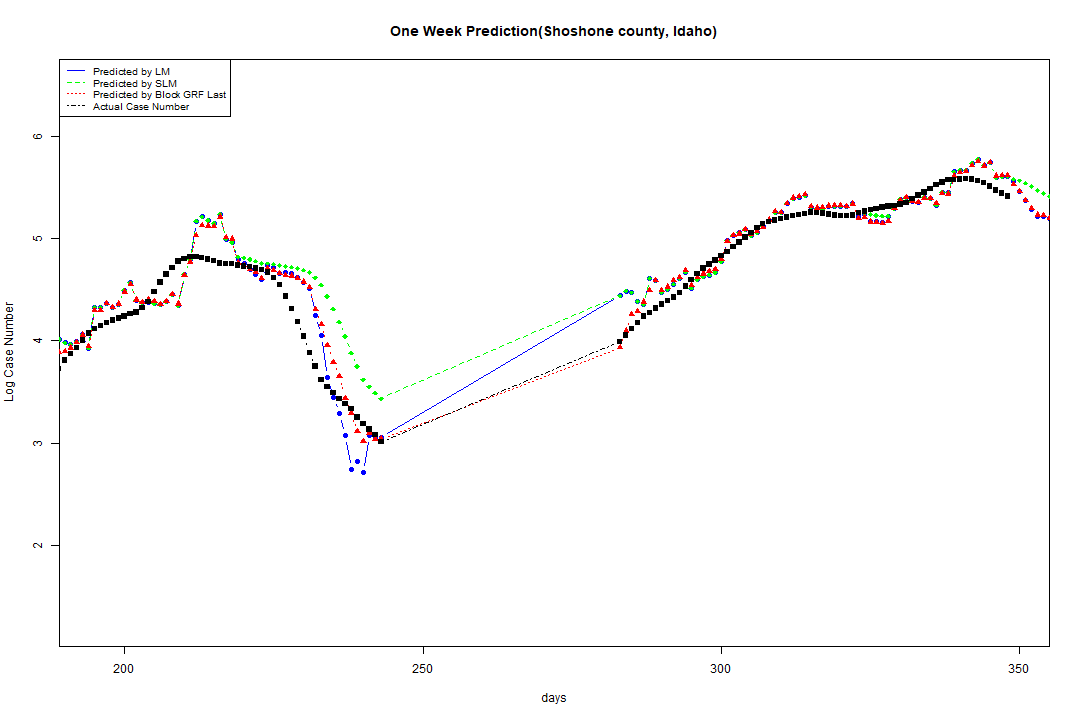 One Week Prediction(Shoshone county, Idaho)
Predicted by LM
Predicted by SLM
Predicted by Block GRF Last
Actual Case Number
6
5
4
3
2
Log Case Number
200
250
300
350
days